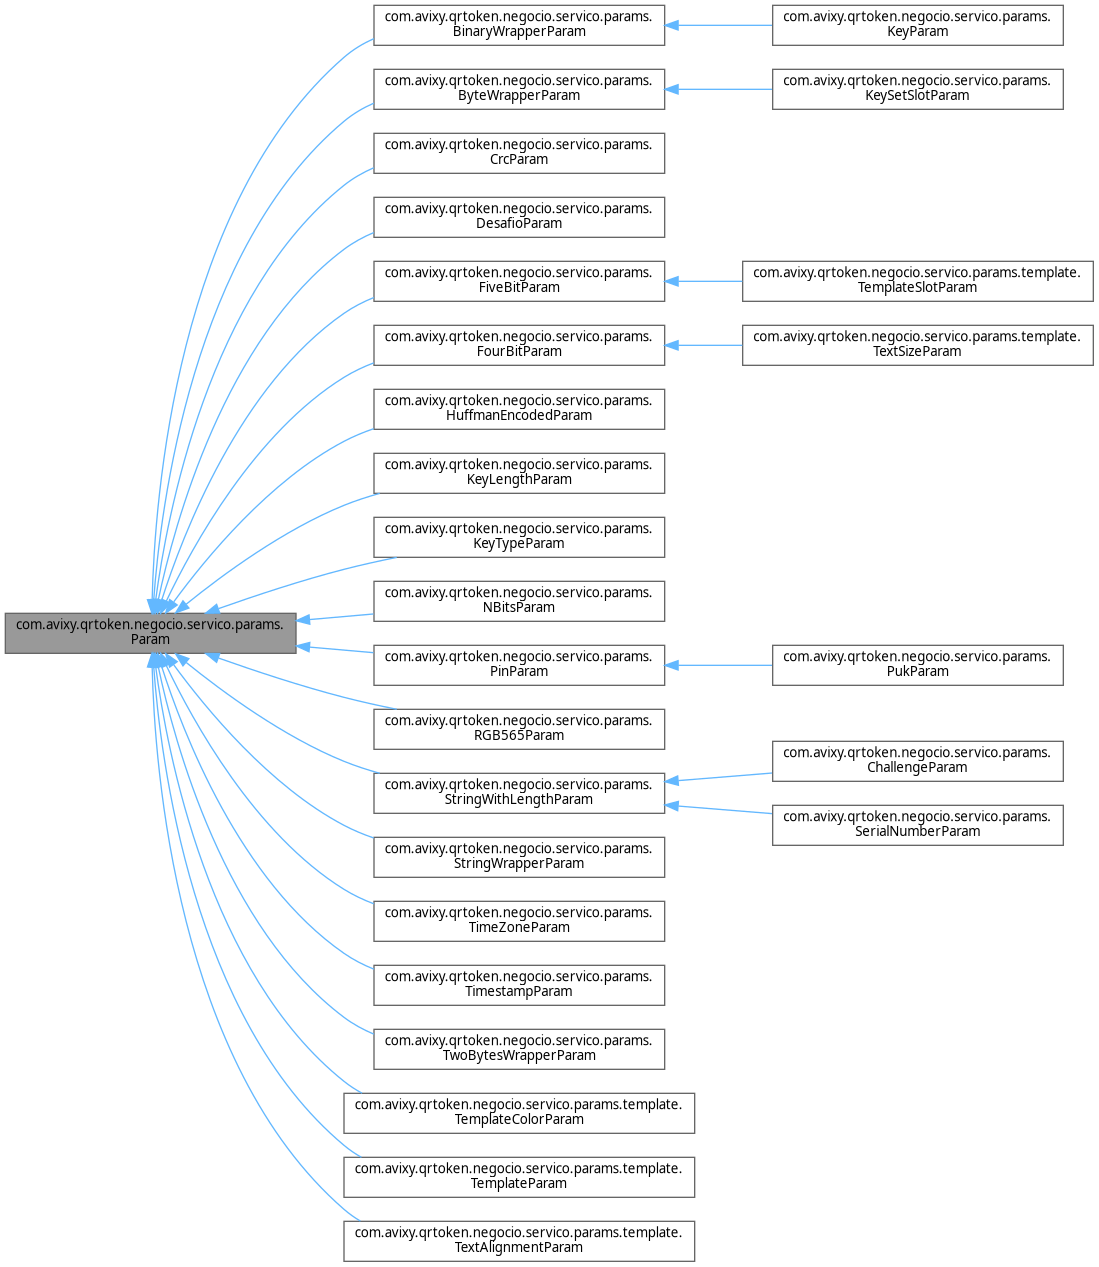 com.avixy.qrtoken.negocio.servico.params.
BinaryWrapperParam
com.avixy.qrtoken.negocio.servico.params.
KeyParam
com.avixy.qrtoken.negocio.servico.params.
ByteWrapperParam
com.avixy.qrtoken.negocio.servico.params.
KeySetSlotParam
com.avixy.qrtoken.negocio.servico.params.
CrcParam
com.avixy.qrtoken.negocio.servico.params.
DesafioParam
com.avixy.qrtoken.negocio.servico.params.
FiveBitParam
com.avixy.qrtoken.negocio.servico.params.template.
TemplateSlotParam
com.avixy.qrtoken.negocio.servico.params.
FourBitParam
com.avixy.qrtoken.negocio.servico.params.template.
TextSizeParam
com.avixy.qrtoken.negocio.servico.params.
HuffmanEncodedParam
com.avixy.qrtoken.negocio.servico.params.
KeyLengthParam
com.avixy.qrtoken.negocio.servico.params.
KeyTypeParam
com.avixy.qrtoken.negocio.servico.params.
NBitsParam
com.avixy.qrtoken.negocio.servico.params.
Param
com.avixy.qrtoken.negocio.servico.params.
PinParam
com.avixy.qrtoken.negocio.servico.params.
PukParam
com.avixy.qrtoken.negocio.servico.params.
RGB565Param
com.avixy.qrtoken.negocio.servico.params.
StringWithLengthParam
com.avixy.qrtoken.negocio.servico.params.
ChallengeParam
com.avixy.qrtoken.negocio.servico.params.
SerialNumberParam
com.avixy.qrtoken.negocio.servico.params.
StringWrapperParam
com.avixy.qrtoken.negocio.servico.params.
TimeZoneParam
com.avixy.qrtoken.negocio.servico.params.
TimestampParam
com.avixy.qrtoken.negocio.servico.params.
TwoBytesWrapperParam
com.avixy.qrtoken.negocio.servico.params.template.
TemplateColorParam
com.avixy.qrtoken.negocio.servico.params.template.
TemplateParam
com.avixy.qrtoken.negocio.servico.params.template.
TextAlignmentParam